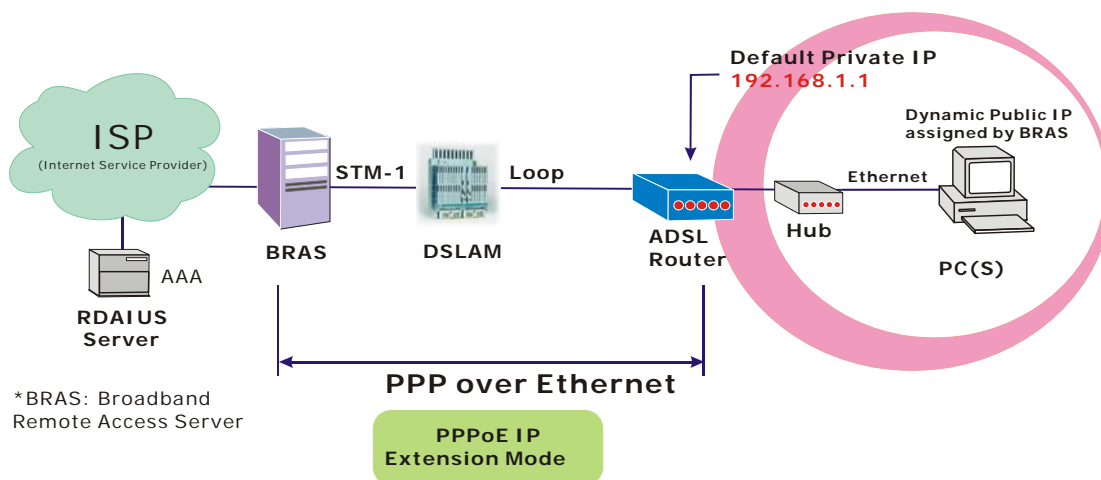 Default Private IP
192.168.1.1
ISP
(Internet Service Provider)
Dynamic Public IP
assigned by BRAS
STM-1
Loop
Ethernet
BRAS
DSLAM
ADSL
Router
Hub
PC(S)
AAA
RDAIUS
Server
PPP over Ethernet
*BRAS: Broadband
Remote Access Server
PPPoE IP
Extension Mode